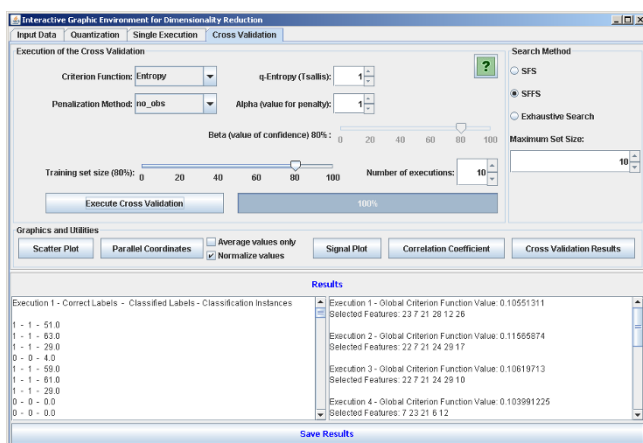 Interactive Graphic Environment for Dimensionality Reduction
Input Data Quantization Single Execution Cross Validation
Execution of the Cross Validation
Search Method
Criterion Function: Entropy q-Entropy (Tsallis): 1 ?
SFS
SFFS
Penalization Method: no_obs Alpha (value for penalty): 1
Exhaustive Search
Beta (value of confidence) 80% : 0 20 40 60 80 100
Maximum Set Size:
10
Training set size (80%): 0 20 40 60 80 100 Number of executions: 10
Execute Cross Validation 100%
Graphics and Utilities
Scatter Plot Parallel Coordinates Average values only Signal Plot Correlation Coefficient Cross Validation Results
Normalize values
Results
Execution 1 - Correct Labels - Classified Labels - Classification Instances
1 - 1 - 51.0
1 - 1 - 63.0
1 - 1 - 29.0
0 - 0 - 4.0
1 - 1 - 59.0
1 - 1 - 61.0
1 - 1 - 29.0
0 - 0 - 0.0
0 - 0 - 0.0
Execution 1 - Global Criterion Function Value: 0.10551311
Selected Features: 23 7 21 28 12 26
Execution 2 - Global Criterion Function Value: 0.11565874
Selected Features: 22 7 21 24 29 17
Execution 3 - Global Criterion Function Value: 0.10619713
Selected Features: 22 7 21 24 29 10
Execution 4 - Global Criterion Function Value: 0.103991225
Selected Features: 7 23 21 6 12
Save Results